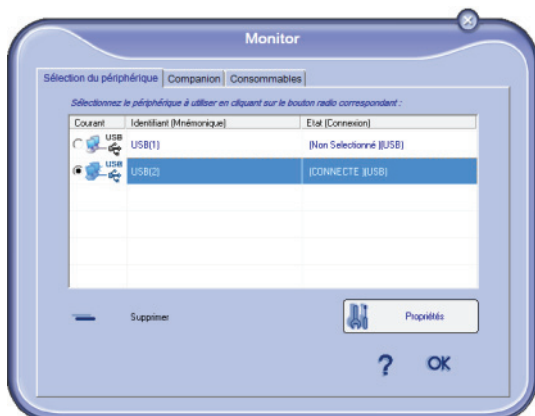 Monitor
Sélection du périphérique Companion Consommables
Sélectionnez le périphérique à utiliser en cliquant sur le bouton radio correspondant :
Courant Identifiant (Mnémonique) Etat (Connexion)
USB USB(1) (Non Selectionné )(USB)
USB USB(2) (CONNECTE )(USB)
Supprimer Propriétés
? OK